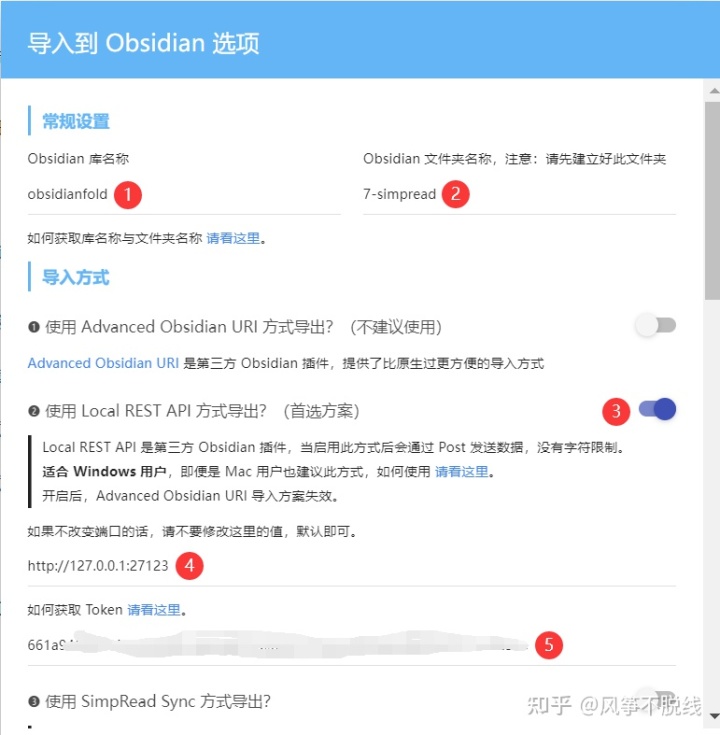 导入到 Obsidian 选项
常规设置
Obsidian 库名称
Obsidian 文件夹名称，注意：请先建立好此文件夹
obsidianfold 1
7-simpread 2
如何获取库名称与文件夹名称 请看这里。
导入方式
❶ 使用 Advanced Obsidian URI 方式导出？（不建议使用）
Advanced Obsidian URI 是第三方 Obsidian 插件，提供了比原生过更方便的导入方式
❷ 使用 Local REST API 方式导出？（首选方案）
3
Local REST API 是第三方 Obsidian 插件，当启用此方式后会通过 Post 发送数据，没有字符限制。
适合 Windows 用户，即便是 Mac 用户也建议此方式，如何使用 请看这里。
开启后，Advanced Obsidian URI 导入方案失效。
如果不改变端口的话，请不要修改这里的值，默认即可。
http://127.0.0.1:27123 4
如何获取 Token 请看这里。
661a9
5
❸ 使用 SimpRead Sync 方式导出？
知乎 @风筝不脱线